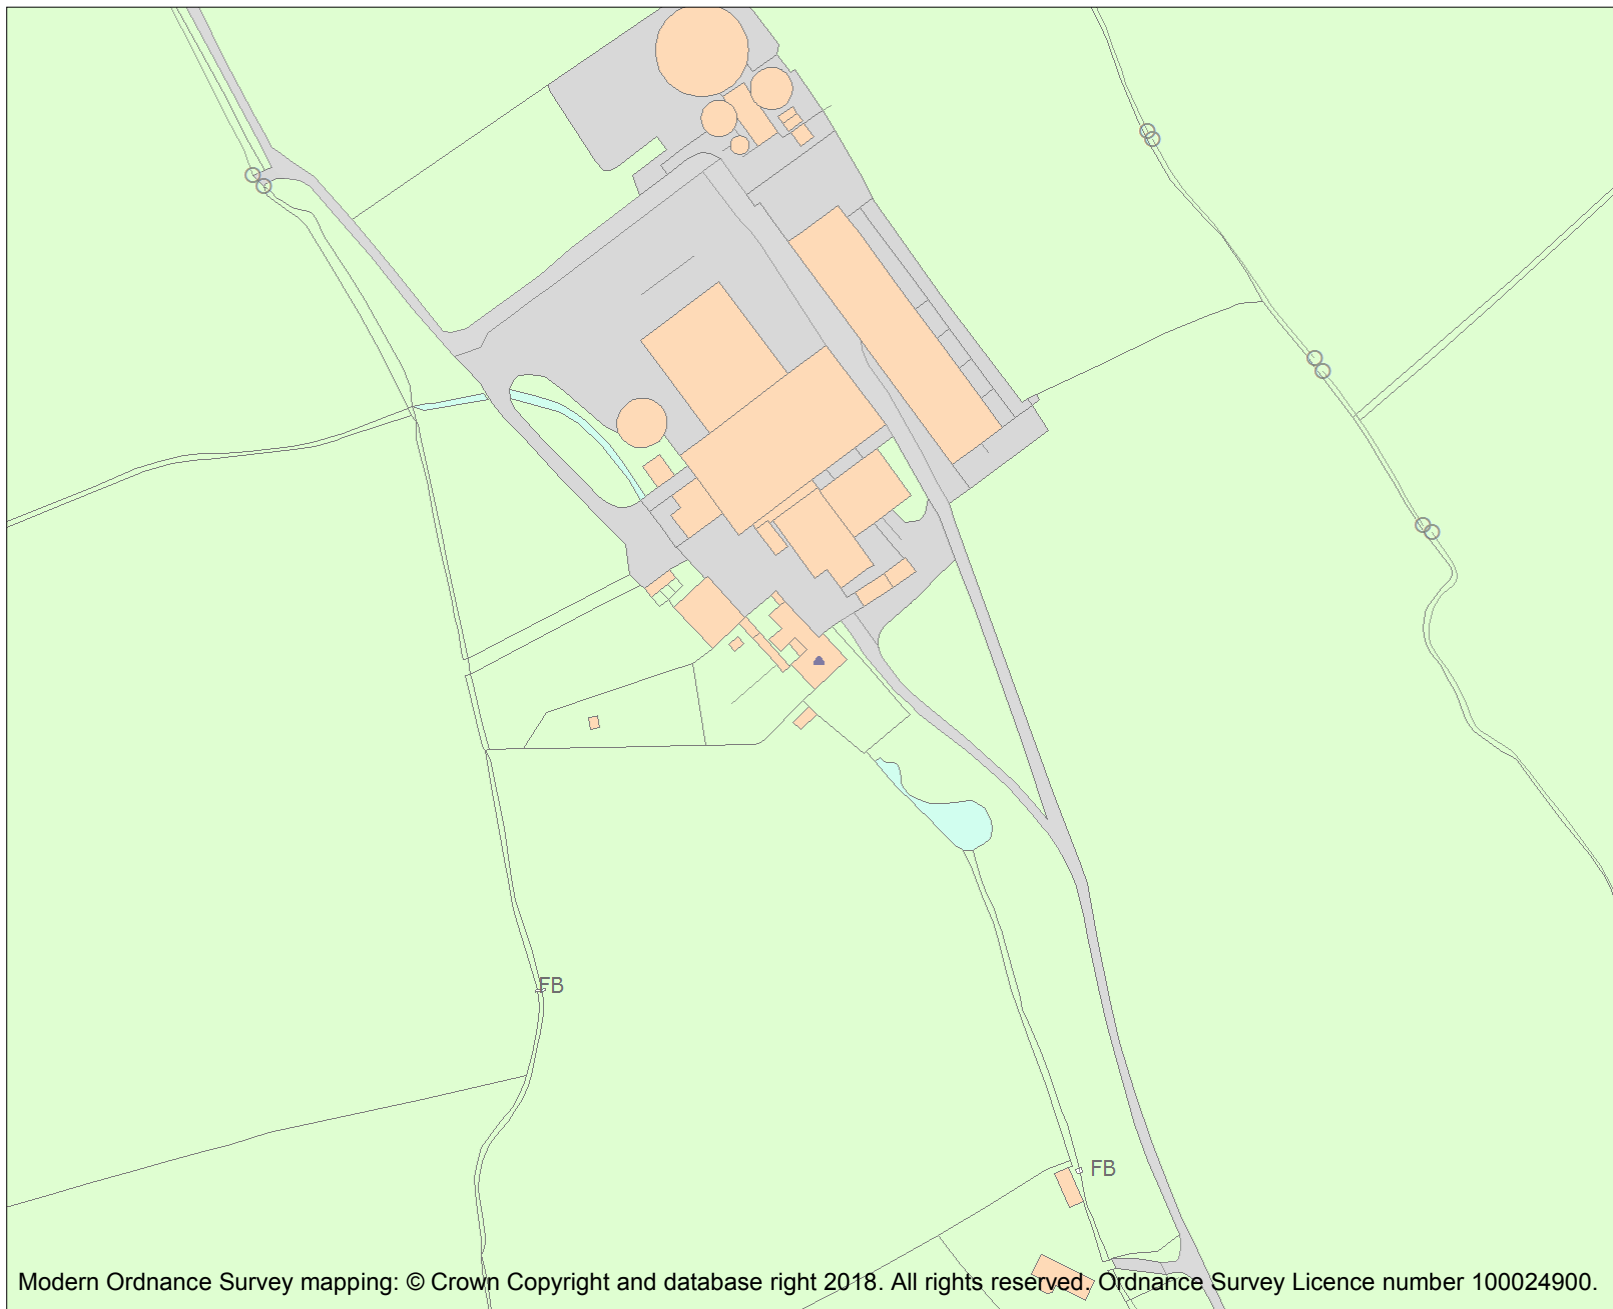 FB
FB
Modern Ordnance Survey mapping: © Crown Copyright and database right 2018. All rights reserved. Ordnance Survey Licence number 100024900.